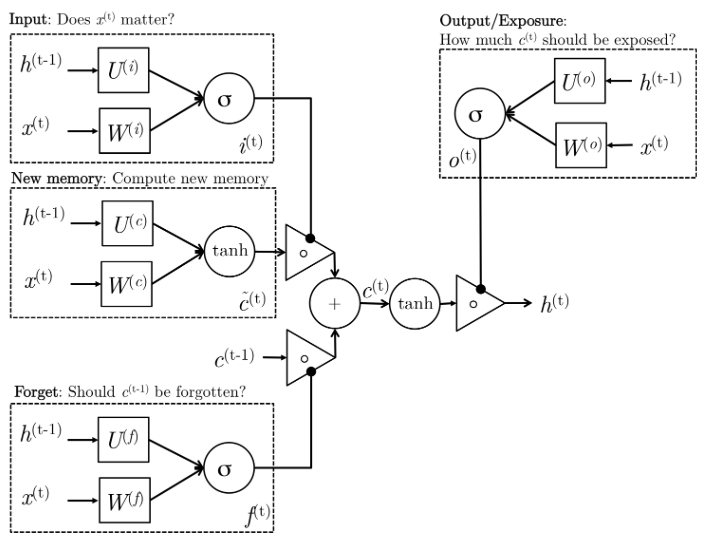 Input: Does x^(t) matter?
h^(t-1)
U^(i)
σ
x^(t)
W^(i)
i^(t)
Output/Exposure:
How much c^(t) should be exposed?
U^(o)
h^(t-1)
σ
W^(o)
x^(t)
o^(t)
New memory: Compute new memory
h^(t-1)
U^(c)
tanh
x^(t)
W^(c)
c̃^(t)
∘
+
c^(t)
tanh
∘
h^(t)
c^(t-1)
∘
Forget: Should c^(t-1) be forgotten?
h^(t-1)
U^(f)
σ
x^(t)
W^(f)
f^(t)